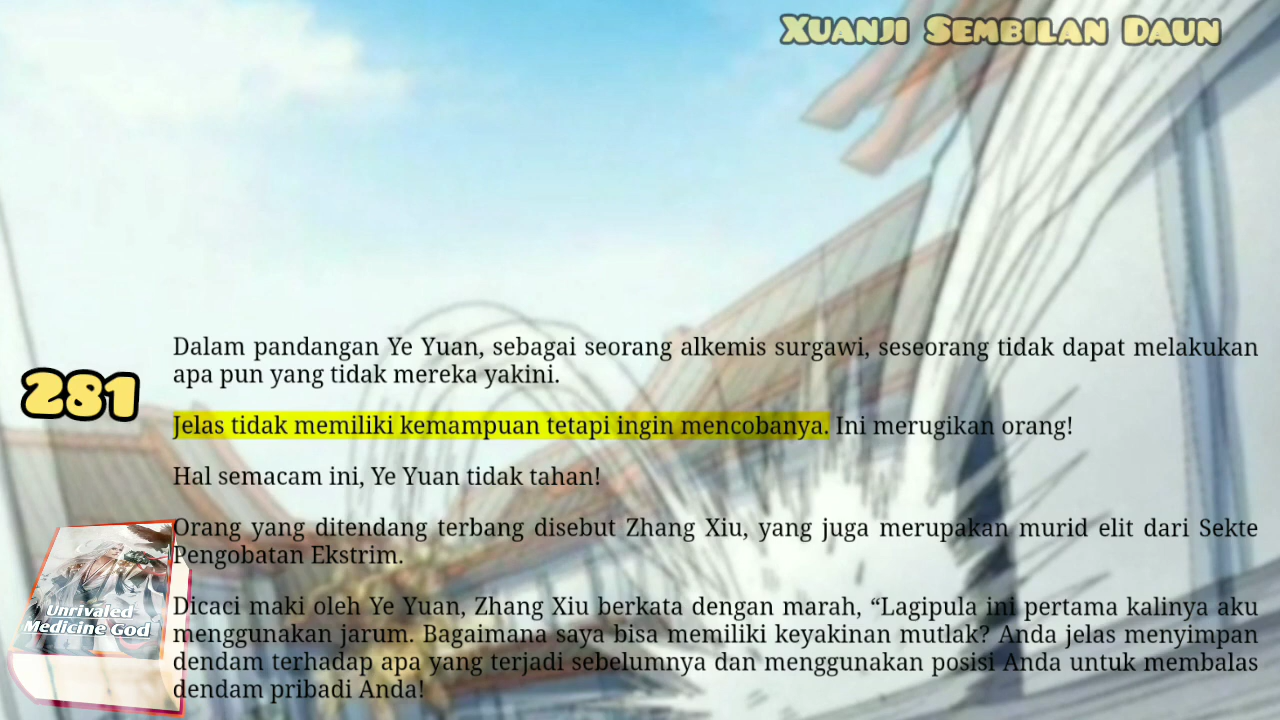 Xuanji Sembilan Daun
Dalam pandangan Ye Yuan, sebagai seorang alkemis surgawi, seseorang tidak dapat melakukan
apa pun yang tidak mereka yakini.
281
Jelas tidak memiliki kemampuan tetapi ingin mencobanya. Ini merugikan orang!
Hal semacam ini, Ye Yuan tidak tahan!
Orang yang ditendang terbang disebut Zhang Xiu, yang juga merupakan murid elit dari Sekte
Pengobatan Ekstrim.
Unrivaled
Medicine God
Dicaci maki oleh Ye Yuan, Zhang Xiu berkata dengan marah, “Lagipula ini pertama kalinya aku
menggunakan jarum. Bagaimana saya bisa memiliki keyakinan mutlak? Anda jelas menyimpan
dendam terhadap apa yang terjadi sebelumnya dan menggunakan posisi Anda untuk membalas
dendam pribadi Anda!